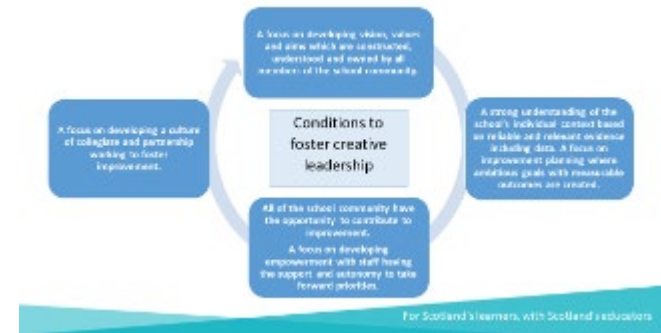 A focus on developing vision, values
and aims which are constructed,
understood and owned by all
members of the school community.
A strong understanding of the
school's individual context based
on reliable and relevant evidence
including data. A focus on
improvement planning where
ambitious goals with measurable
outcomes are created.
All of the school community have
the opportunity to contribute to
improvement.
A focus on developing
empowerment with staff having
the support and autonomy to take
forward priorities.
A focus on developing a culture
of collegiate and partnership
working to foster
improvement.
Conditions to
foster creative
leadership
For Scotland's learners, with Scotland's educators